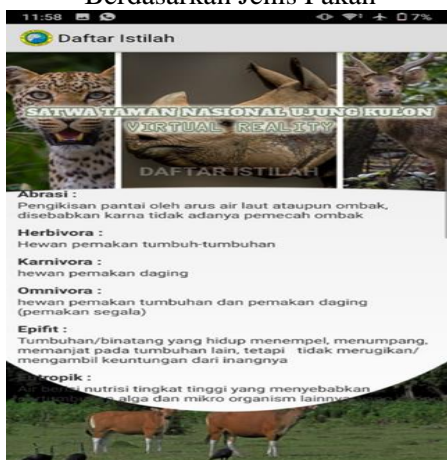 Berdasarkan Jenis Pakan
11:58
7%
Daftar Istilah
SATWA TAMAN NASIONAL UJUNG KULON
VIRTUAL REALITY
DAFTAR ISTILAH
Abrasi :
Pengikisan pantai oleh arus air laut ataupun ombak,
disebabkan karna tidak adanya pemecah ombak
Herbivora :
Hewan pemakan tumbuh-tumbuhan
Karnivora :
hewan pemakan daging
Omnivora :
hewan pemakan tumbuhan dan pemakan daging
(pemakan segala)
Epifit :
Tumbuhan/binatang yang hidup menempel, menumpang,
memanjat pada tumbuhan lain, tetapi tidak merugikan/
mengambil keuntungan dari inangnya
tropik :
nutrisi tingkat tinggi yang menyebabkan
alga dan mikro organism lainnya